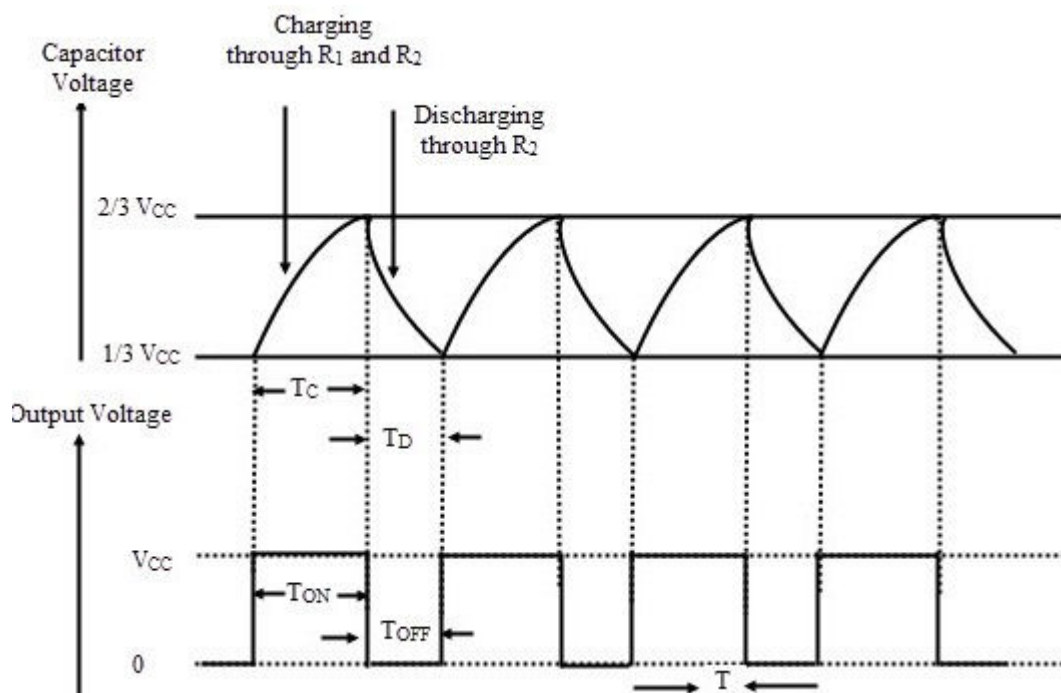 Charging
through R₁ and R₂
Capacitor
Voltage
Discharging
through R₂
2/3 VCC
1/3 VCC
TC
Output Voltage
TD
VCC
TON
TOFF
0
T